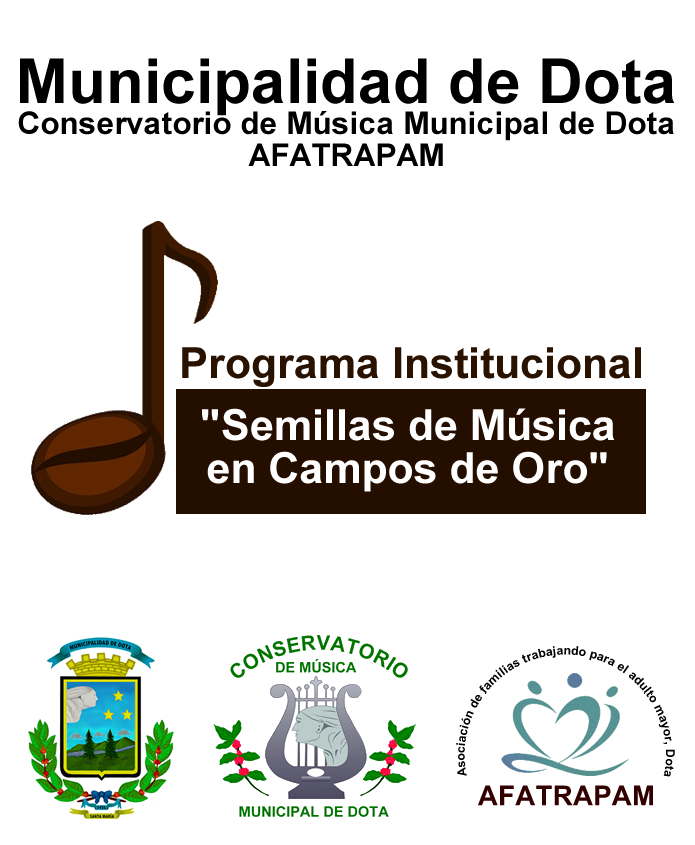 Municipalidad de Dota
Conservatorio de Música Municipal de Dota
AFATRAPAM
Programa Institucional
"Semillas de Música
en Campos de Oro"
MUNICIPALIDAD DE DOTA
SANTA MARÍA
CONSERVATORIO
DE MÚSICA
MUNICIPAL DE DOTA
Asociación de familias trabajando para el adulto mayor, Dota
AFATRAPAM